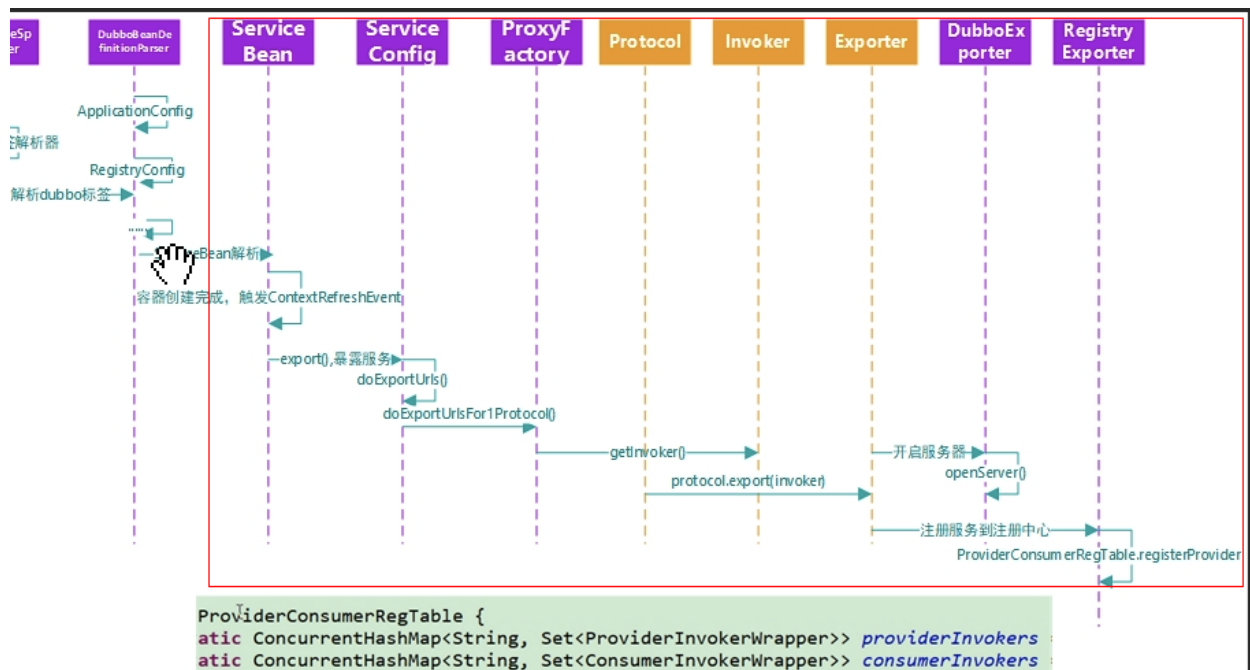 eSp
er
DubboBeanDe
finitionParser
Service
Bean
Service
Config
ProxyF
actory
Protocol
Invoker
Exporter
DubboEx
porter
Registry
Exporter
ApplicationConfig
解析器
RegistryConfig
解析dubbo标签
......
eBean解析
容器创建完成，触发ContextRefreshEvent
export(),暴露服务
doExportUrls()
doExportUrlsFor1Protocol()
getInvoker()
开启服务器
openServer()
protocol.export(invoker)
注册服务到注册中心
ProviderConsumerRegTable.registerProvider
ProviderConsumerRegTable {
atic ConcurrentHashMap<String, Set<ProviderInvokerWrapper>> providerInvokers
atic ConcurrentHashMap<String, Set<ConsumerInvokerWrapper>> consumerInvokers